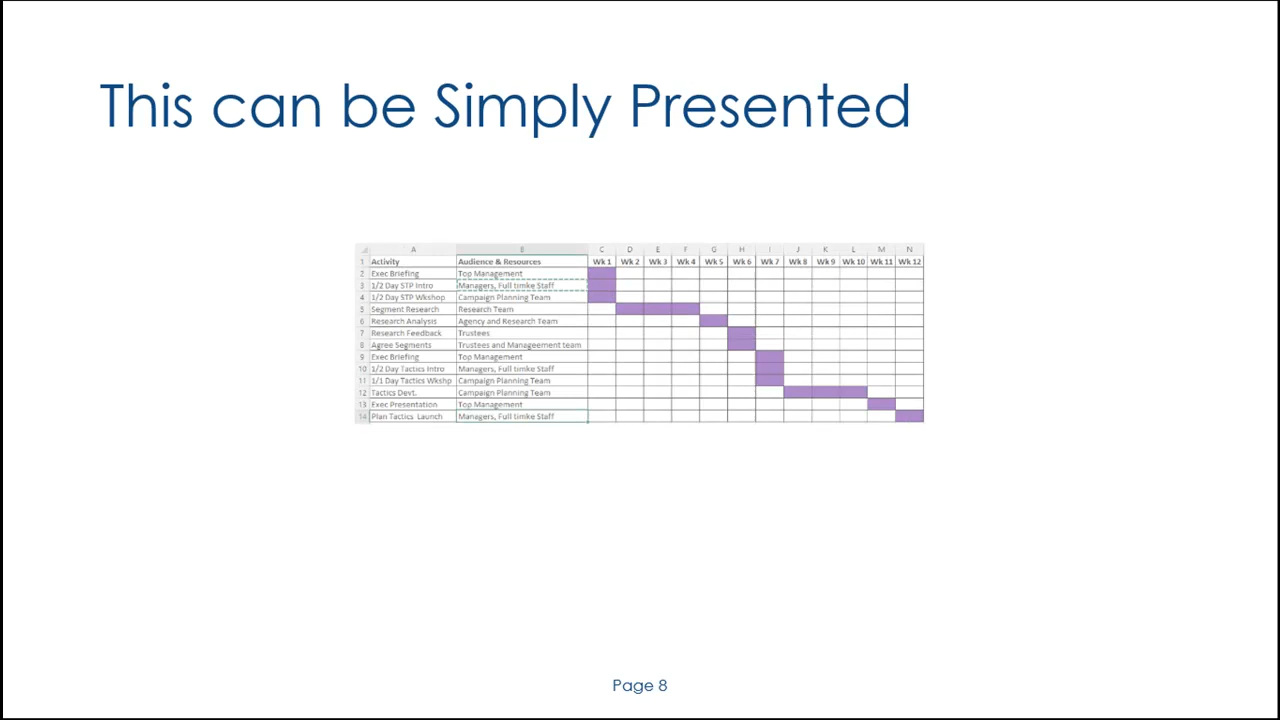 This can be Simply Presented
A B C D E F G H I J K L M N
1 Activity Audience & Resources Wk 1 Wk 2 Wk 3 Wk 4 Wk 5 Wk 6 Wk 7 Wk 8 Wk 9 Wk 10 Wk 11 Wk 12
2 Exec Briefing Top Management
3 1/2 Day STP Intro Managers, Full timke Staff
4 1/2 Day STP Wkshop Campaign Planning Team
5 Segment Research Research Team
6 Research Analysis Agency and Research Team
7 Research Feedback Trustees
8 Agree Segments Trustees and Manageement team
9 Exec Briefing Top Management
10 1/2 Day Tactics Intro Managers, Full timke Staff
11 1/1 Day Tactics Wkshp Campaign Planning Team
12 Tactics Devt. Campaign Planning Team
13 Exec Presentation Top Management
14 Plan Tactics Launch Managers, Full timke Staff
Page 8